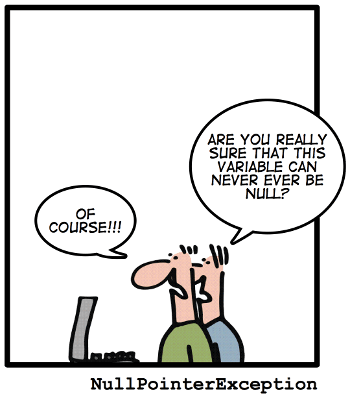 ARE YOU REALLY
SURE THAT THIS
VARIABLE CAN
NEVER EVER BE
NULL?
OF
COURSE!!!
NullPointerException